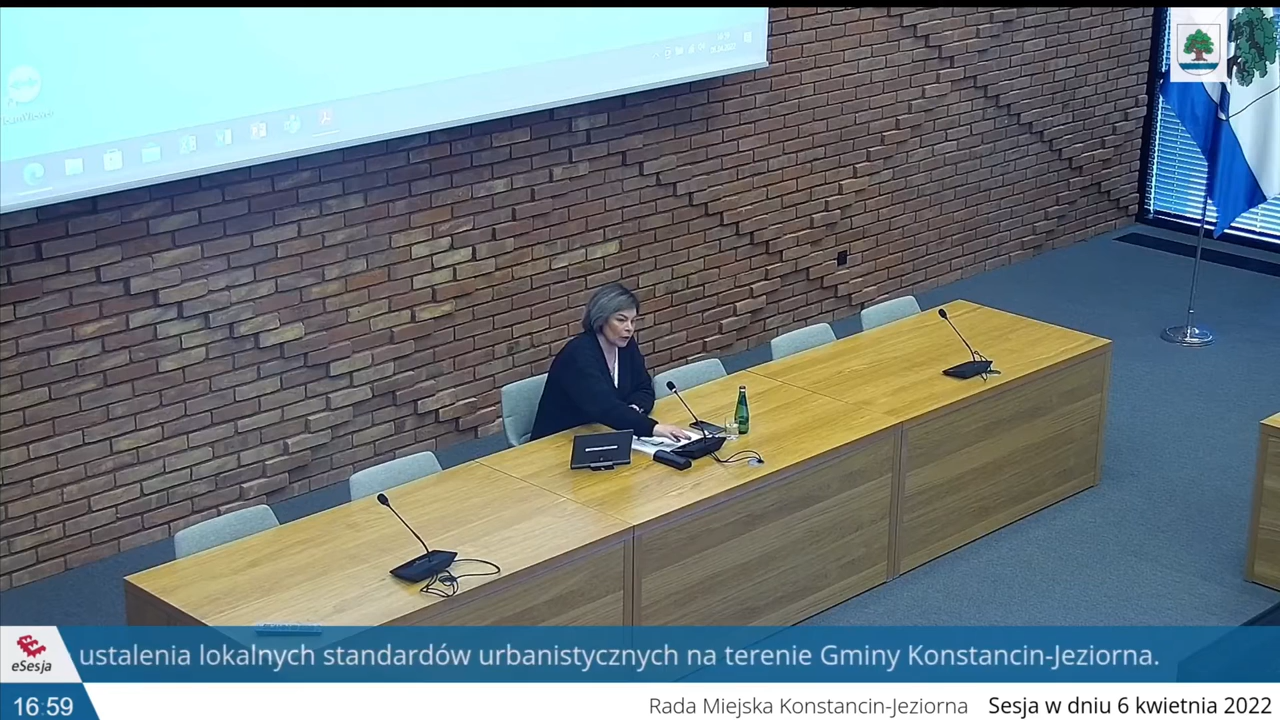 eSesja
ustalenia lokalnych standardów urbanistycznych na terenie Gminy Konstancin-Jeziorna.
16:59
Rada Miejska Konstancin-Jeziorna Sesja w dniu 6 kwietnia 2022